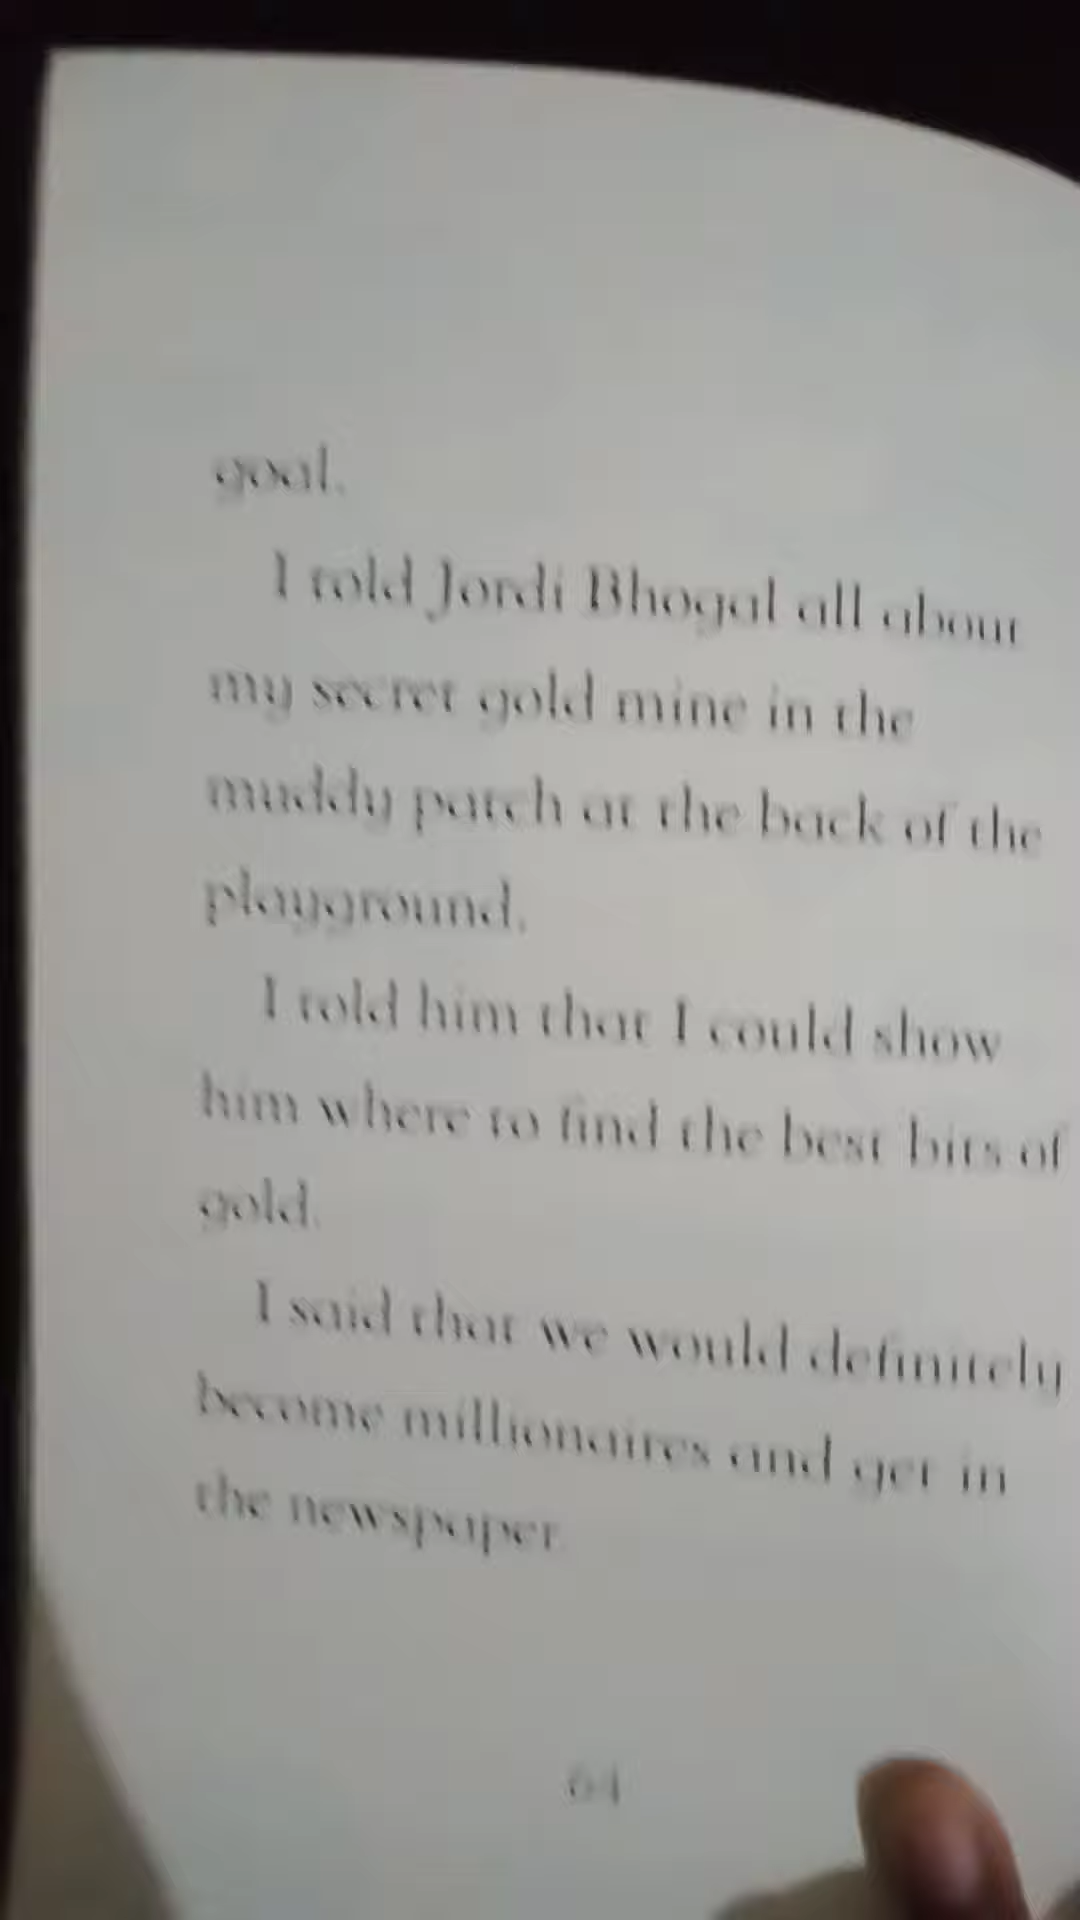 goal.
I told Jordi Bhogal all about
my secret gold mine in the
muddy patch at the back of the
playground.
I told him that I could show
him where to find the best bits of
gold.
I said that we would definitely
become millionaires and get in
the newspaper.
64